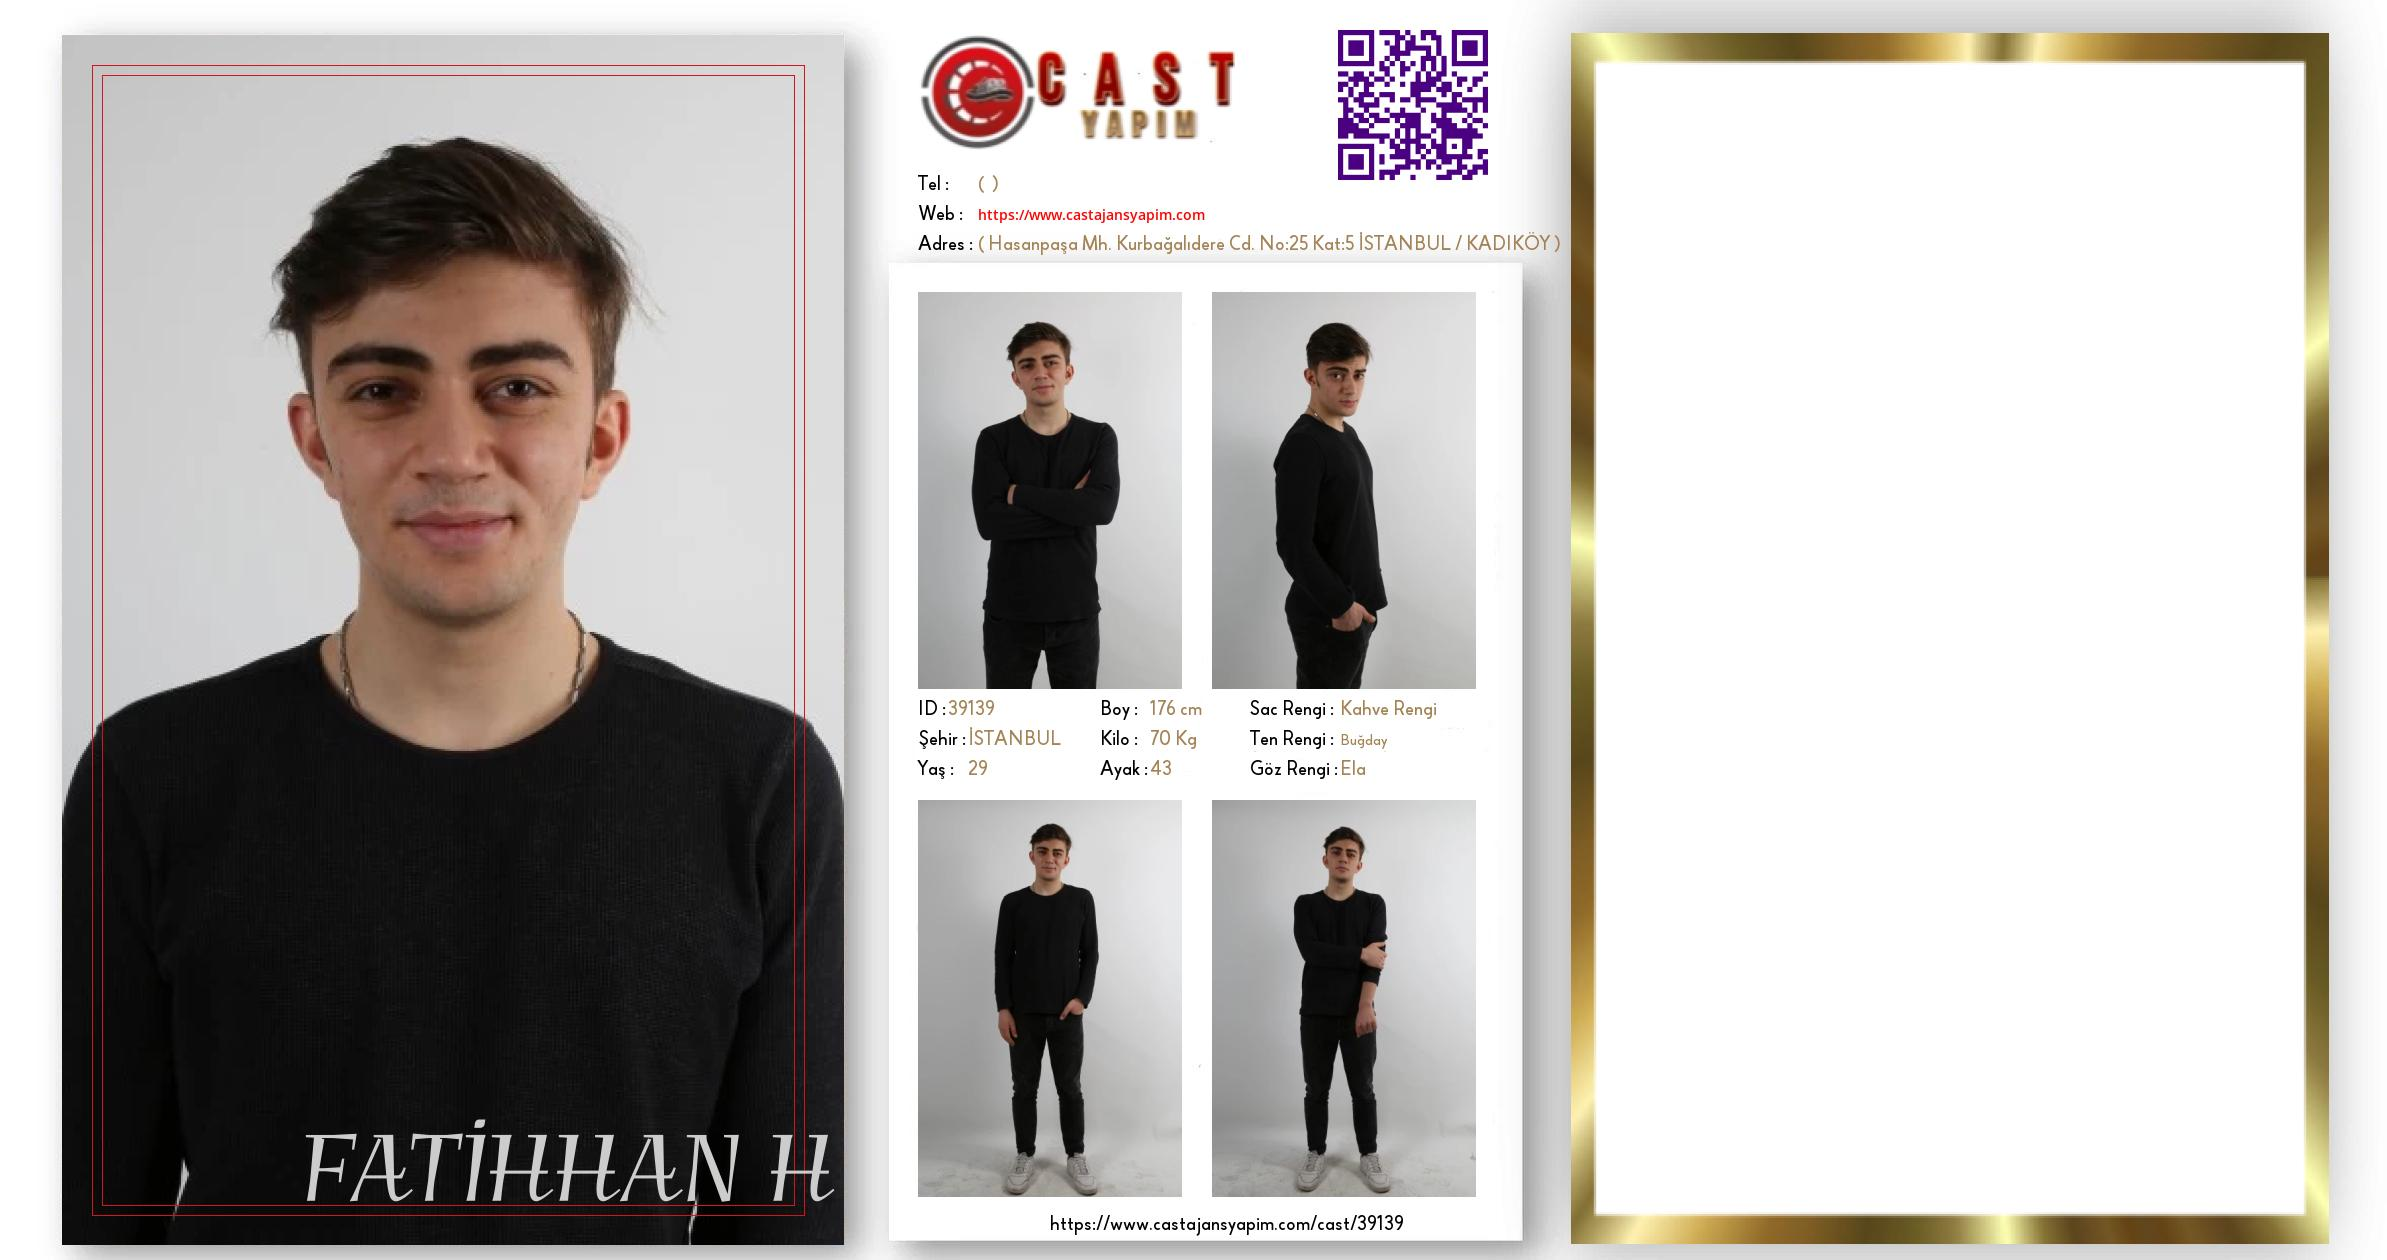 FATİHHAN H
CAST
YAPIM
Tel : ( )
Web : https://www.castajansyapim.com
Adres : ( Hasanpaşa Mh. Kurbağalıdere Cd. No:25 Kat:5 İSTANBUL / KADIKÖY )
ID : 39139 Boy : 176 cm Sac Rengi : Kahve Rengi
Şehir : İSTANBUL Kilo : 70 Kg Ten Rengi : Buğday
Yaş : 29 Ayak : 43 Göz Rengi : Ela
https://www.castajansyapim.com/cast/39139